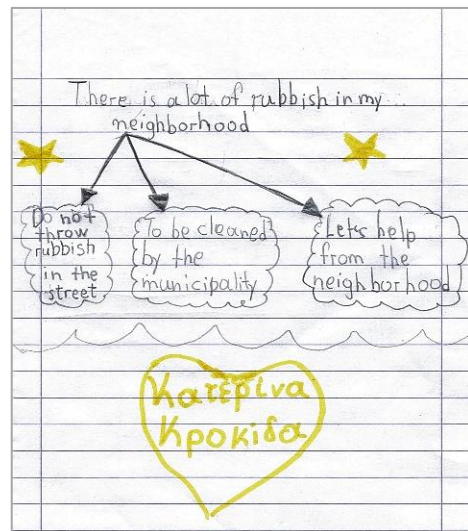 There is a lot of rubbish in my...
neighborhood
Do not
throw
rubbish
in the
street
To be cleaned
by the
municipality
Let's help
from the
neighborhood
Κατερίνα
Κροκίδα